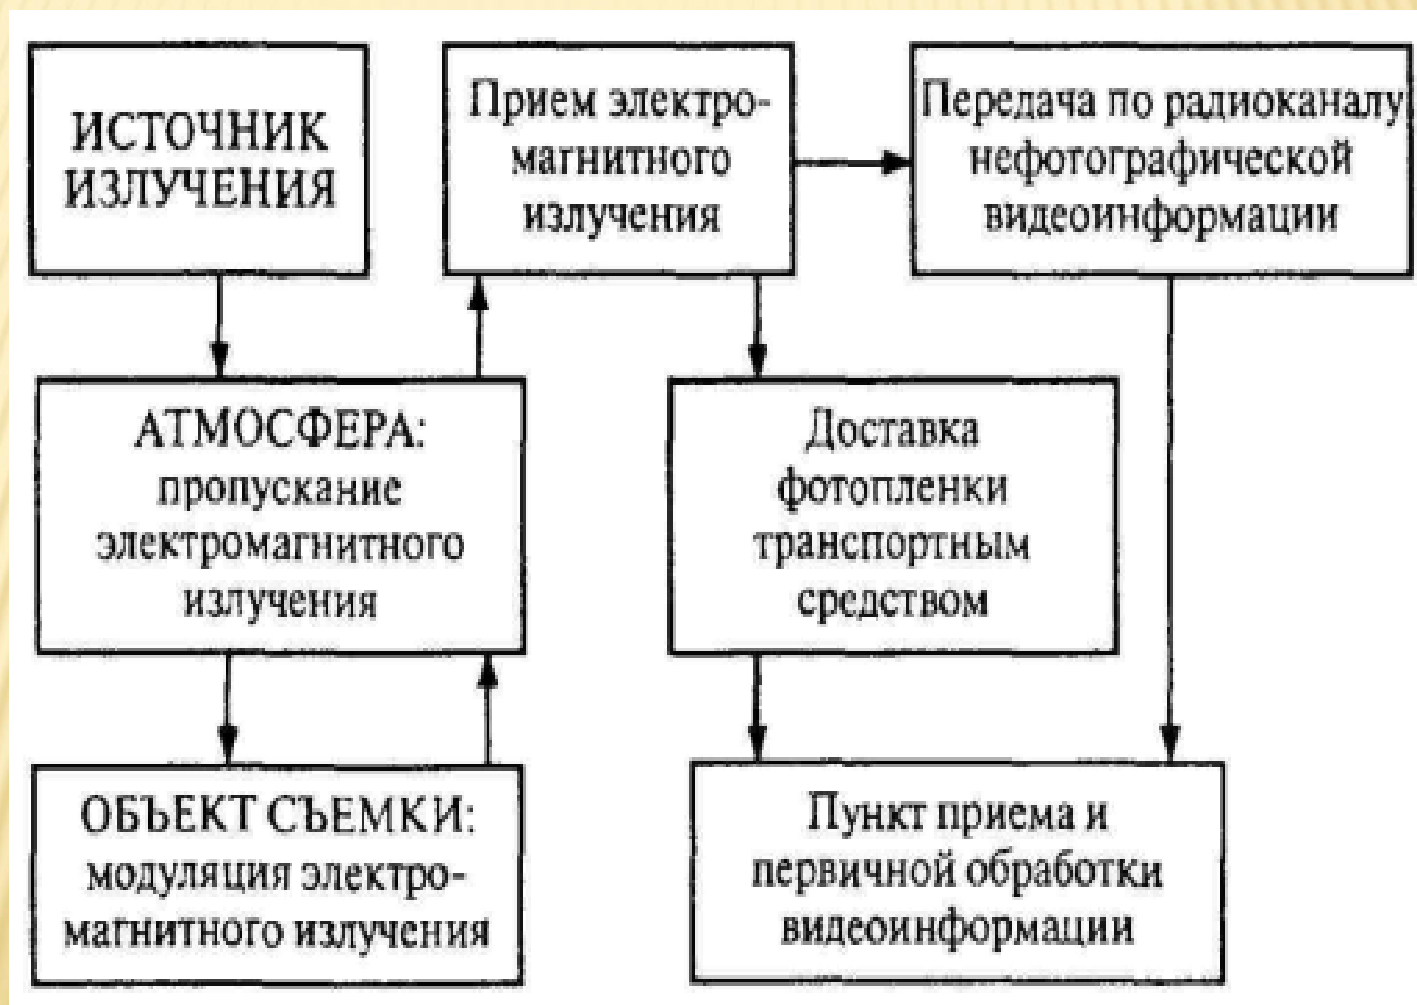 ИСТОЧНИК
ИЗЛУЧЕНИЯ
Прием электро-
магнитного
излучения
Передача по радиоканалу
нефотографической
видеоинформации
АТМОСФЕРА:
пропускание
электромагнитного
излучения
Доставка
фотопленки
транспортным
средством
ОБЪЕКТ СЪЕМКИ:
модуляция электро-
магнитного излучения
Пункт приема и
первичной обработки
видеоинформации